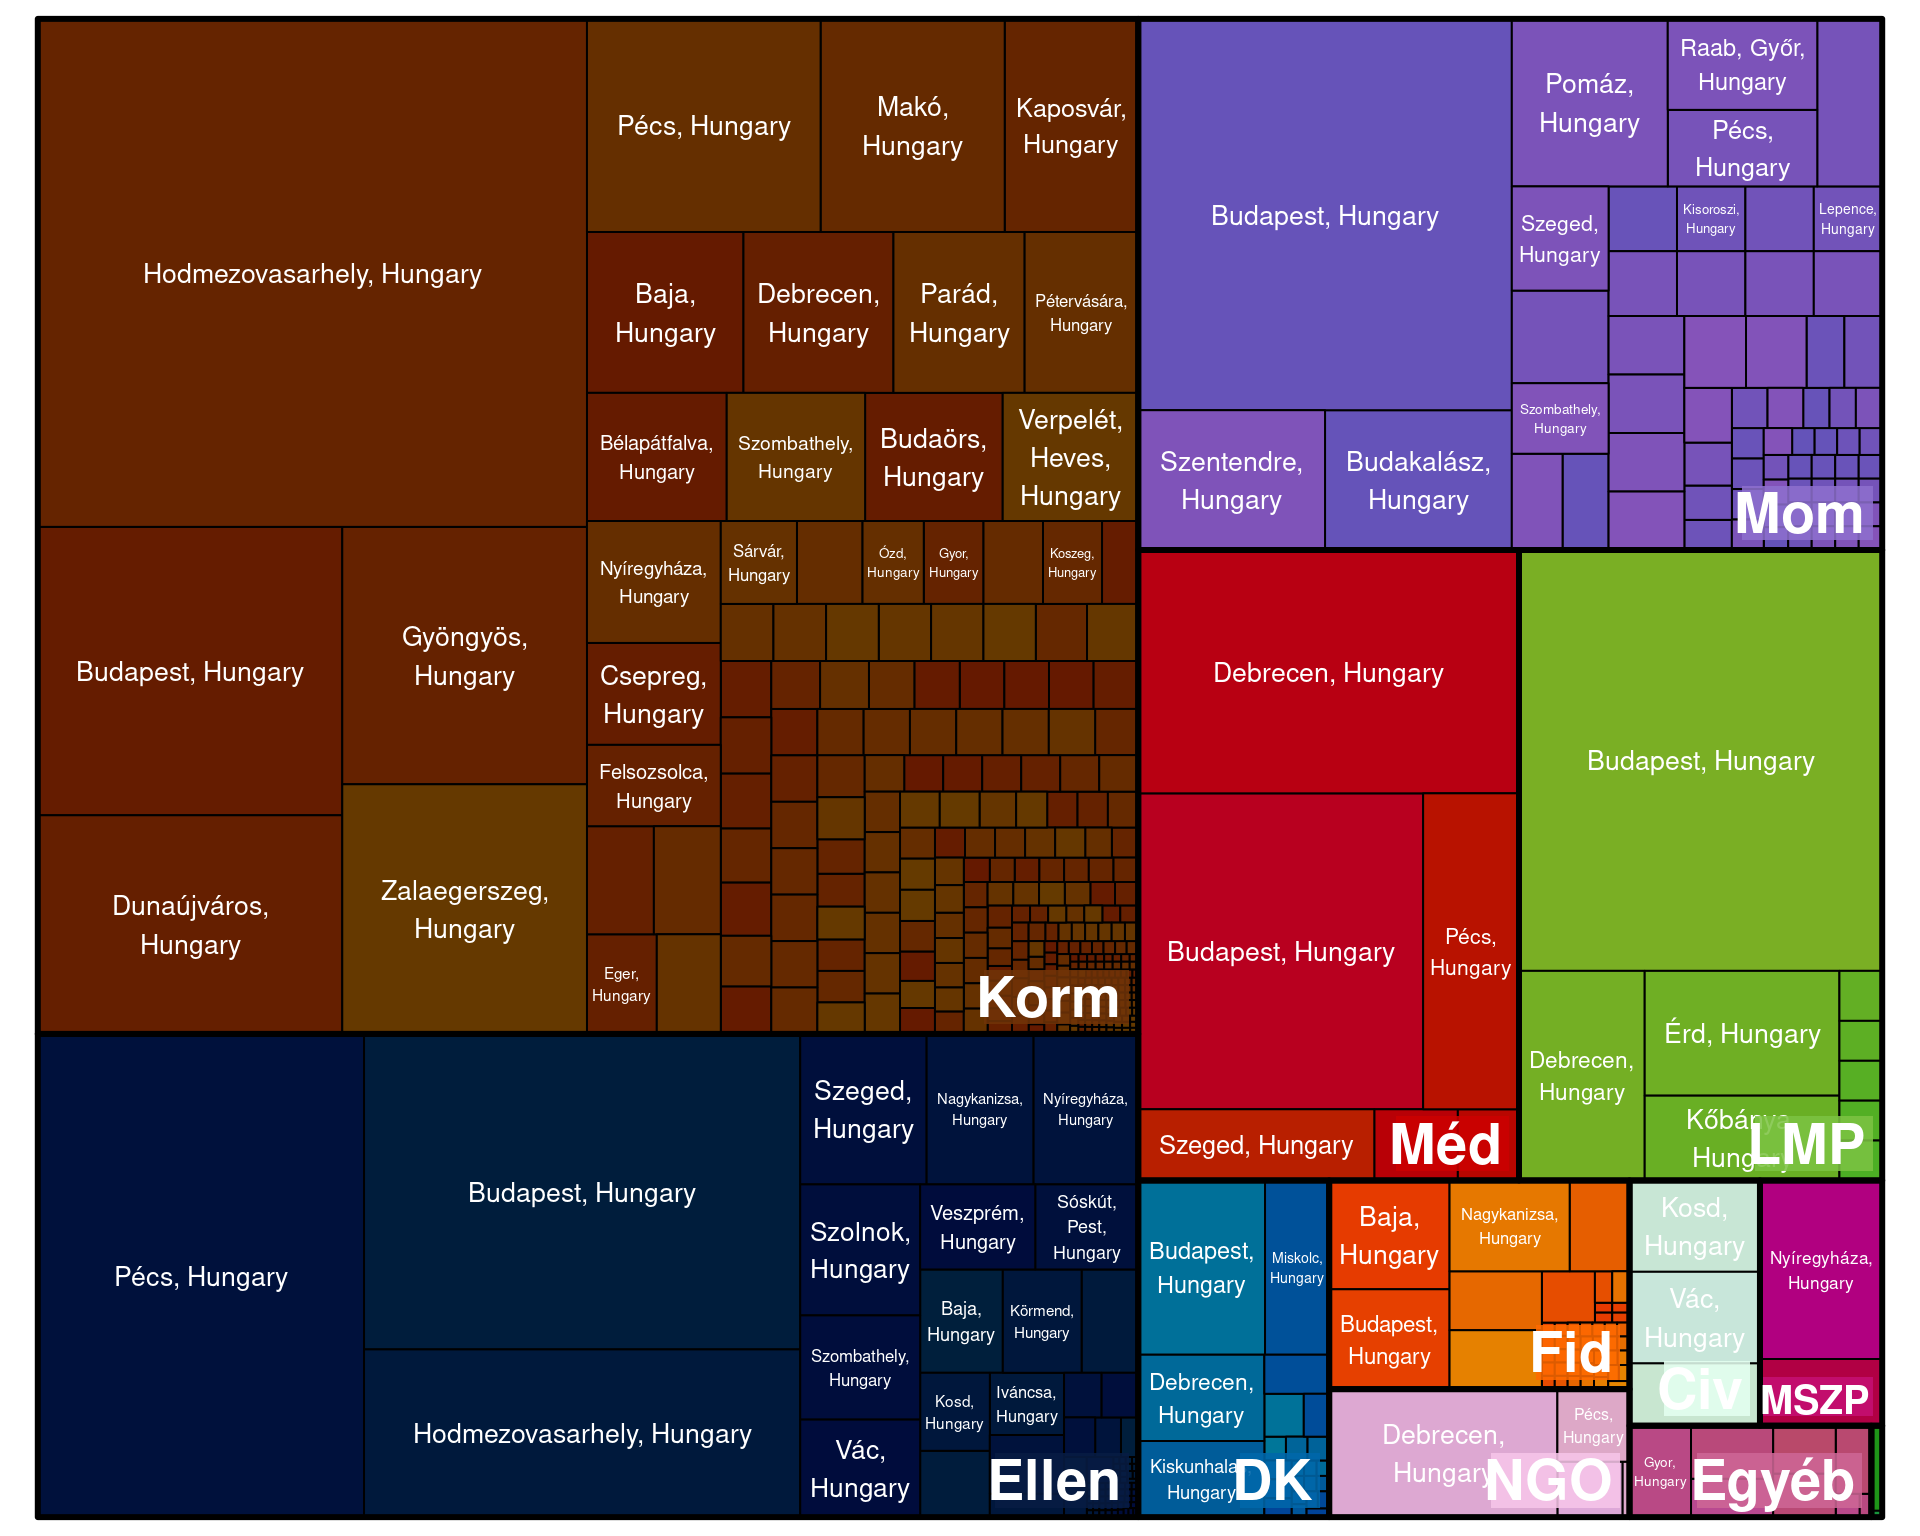 Hodmezovasarhely, Hungary
Pécs, Hungary
Makó,
Hungary
Kaposvár,
Hungary
Baja,
Hungary
Debrecen,
Hungary
Parád,
Hungary
Pétervására,
Hungary
Bélapátfalva,
Hungary
Szombathely,
Hungary
Budaörs,
Hungary
Verpelét,
Heves,
Hungary
Budapest, Hungary
Gyöngyös,
Hungary
Dunaújváros,
Hungary
Zalaegerszeg,
Hungary
Nyíregyháza,
Hungary
Sárvár,
Hungary
Ózd,
Hungary
Gyor,
Hungary
Koszeg,
Hungary
Csepreg,
Hungary
Felsozsolca,
Hungary
Eger,
Hungary
Korm
Budapest, Hungary
Pomáz,
Hungary
Raab, Győr,
Hungary
Pécs,
Hungary
Szeged,
Hungary
Kisoroszi,
Hungary
Lepence,
Hungary
Szombathely,
Hungary
Szentendre,
Hungary
Budakalász,
Hungary
Mom
Debrecen, Hungary
Budapest, Hungary
Pécs,
Hungary
Szeged, Hungary
Méd
Budapest, Hungary
Debrecen,
Hungary
Érd, Hungary
Kőbánya
Hungary
LMP
Pécs, Hungary
Budapest, Hungary
Hodmezovasarhely, Hungary
Szeged,
Hungary
Nagykanizsa,
Hungary
Nyíregyháza,
Hungary
Szolnok,
Hungary
Veszprém,
Hungary
Sóskút,
Pest,
Hungary
Baja,
Hungary
Körmend,
Hungary
Szombathely,
Hungary
Kosd,
Hungary
Iváncsa,
Hungary
Vác,
Hungary
Ellen
Budapest,
Hungary
Miskolc,
Hungary
Debrecen,
Hungary
Kiskunhala
Hungary
DK
Baja,
Hungary
Nagykanizsa,
Hungary
Budapest,
Hungary
Fid
Kosd,
Hungary
Vác,
Hungary
Civ
Nyíregyháza,
Hungary
MSZP
Debrecen,
Hungary
Pécs,
Hungary
NGO
Gyor,
Hungary
Egyéb